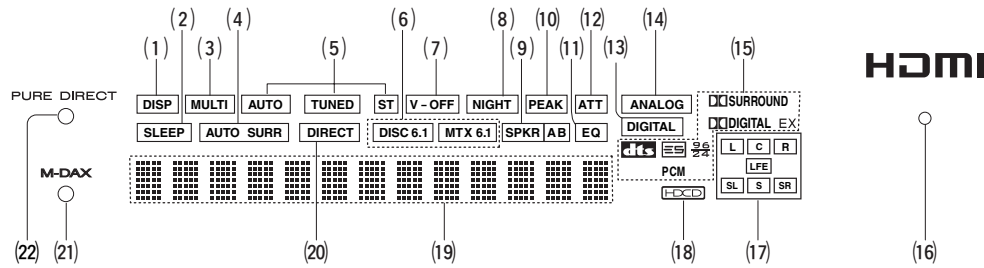 (2) (4) (6) (8) (10) (12) (14)
(1) (3) (5) (7) (9) (11) (13) (15)
HDMI
PURE DIRECT
DISP MULTI AUTO TUNED ST V – OFF NIGHT PEAK ATT ANALOG
SURROUND
SLEEP AUTO SURR DIRECT DISC 6.1 MTX 6.1 SPKR A B EQ DIGITAL
DIGITAL EX
dts ES 96/24
L C R
PCM
LFE
M-DAX
HDCD
SL S SR
(22) (21) (20) (19) (18) (17) (16)